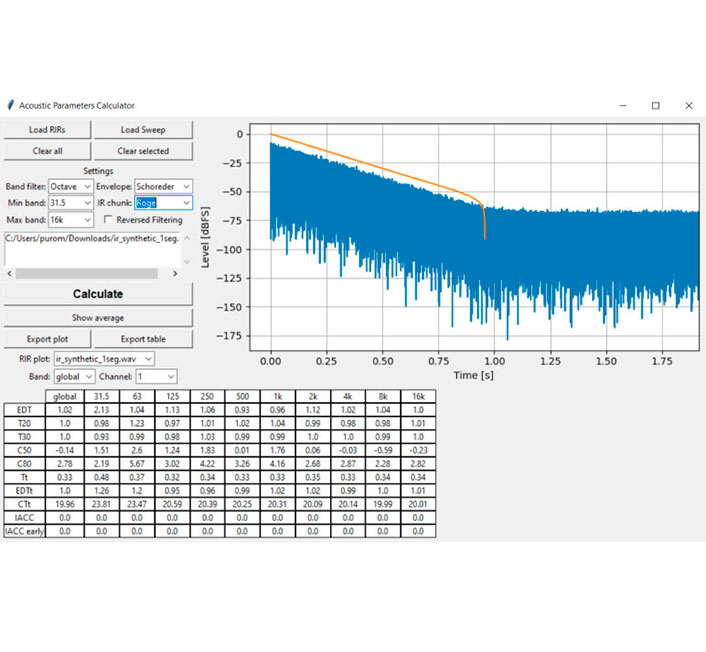 Acoustic Parameters Calculator
Load RIRs Load Sweep
Clear all Clear selected
Settings
Band filter: Octave Envelope: Schoreder
Min band: 31.5 IR chunk: Roge
Max band: 16k Reversed Filtering
C:/Users/purorn/Downloads/ir_synthetic_1seg.
Calculate
Show average
Export plot Export table
RIR plot: ir_synthetic_1seg.wav
Band: global Channel: 1
Level [dBFS]
0
−25
−50
−75
−100
−125
−150
−175
0.00 0.25 0.50 0.75 1.00 1.25 1.50 1.75
Time [s]
global 31.5 63 125 250 500 1k 2k 4k 8k 16k
EDT 1.02 2.13 1.04 1.13 1.06 0.93 0.96 1.12 1.02 1.04 1.0
T20 1.0 0.98 1.23 0.97 1.01 1.02 1.04 0.99 0.98 0.98 1.01
T30 1.0 0.93 0.99 0.98 1.03 0.99 0.99 1.0 1.0 0.99 1.0
C50 -0.14 1.51 2.6 1.24 1.83 0.01 1.76 0.06 -0.03 -0.59 -0.23
C80 2.78 2.19 5.67 3.02 4.22 3.26 4.16 2.68 2.87 2.28 2.82
Tt 0.33 0.48 0.37 0.32 0.34 0.33 0.33 0.35 0.33 0.34 0.34
EDTt 1.0 1.26 1.2 0.95 0.96 0.99 1.02 1.02 0.99 1.0 1.01
CTt 19.96 23.81 23.47 20.59 20.39 20.25 20.31 20.09 20.14 19.99 20.01
IACC 0.0 0.0 0.0 0.0 0.0 0.0 0.0 0.0 0.0 0.0 0.0
IACC early 0.0 0.0 0.0 0.0 0.0 0.0 0.0 0.0 0.0 0.0 0.0